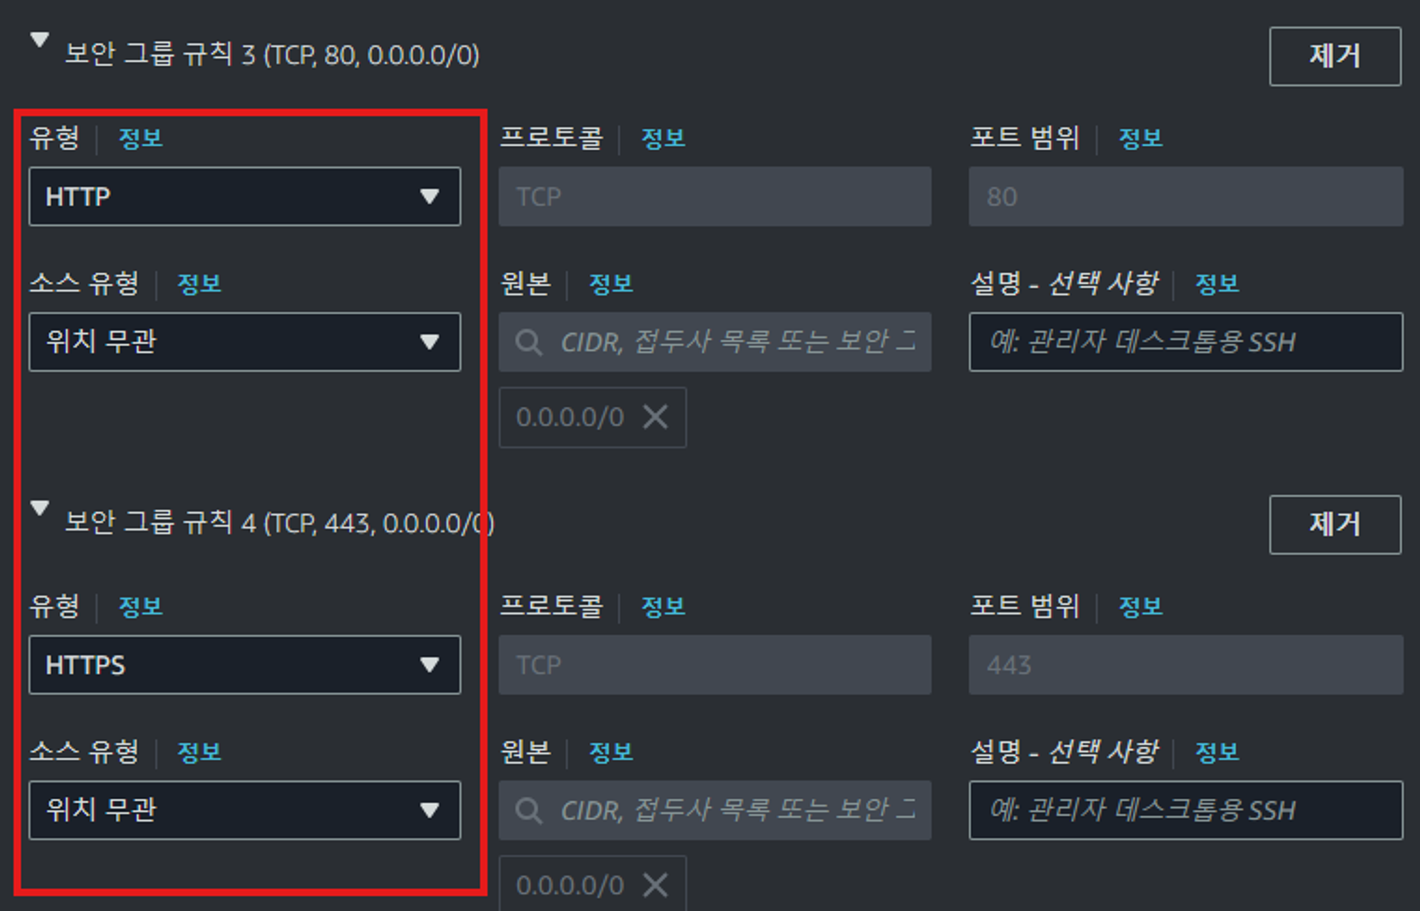 보안 그룹 규칙 3 (TCP, 80, 0.0.0.0/0)
제거
유형 정보 프로토콜 정보 포트 범위 정보
HTTP TCP 80
소스 유형 정보 원본 정보 설명 - 선택 사항 정보
위치 무관 CIDR, 접두사 목록 또는 보안 그 예: 관리자 데스크톱용 SSH
0.0.0.0/0
보안 그룹 규칙 4 (TCP, 443, 0.0.0.0/0)
제거
유형 정보 프로토콜 정보 포트 범위 정보
HTTPS TCP 443
소스 유형 정보 원본 정보 설명 - 선택 사항 정보
위치 무관 CIDR, 접두사 목록 또는 보안 그 예: 관리자 데스크톱용 SSH
0.0.0.0/0